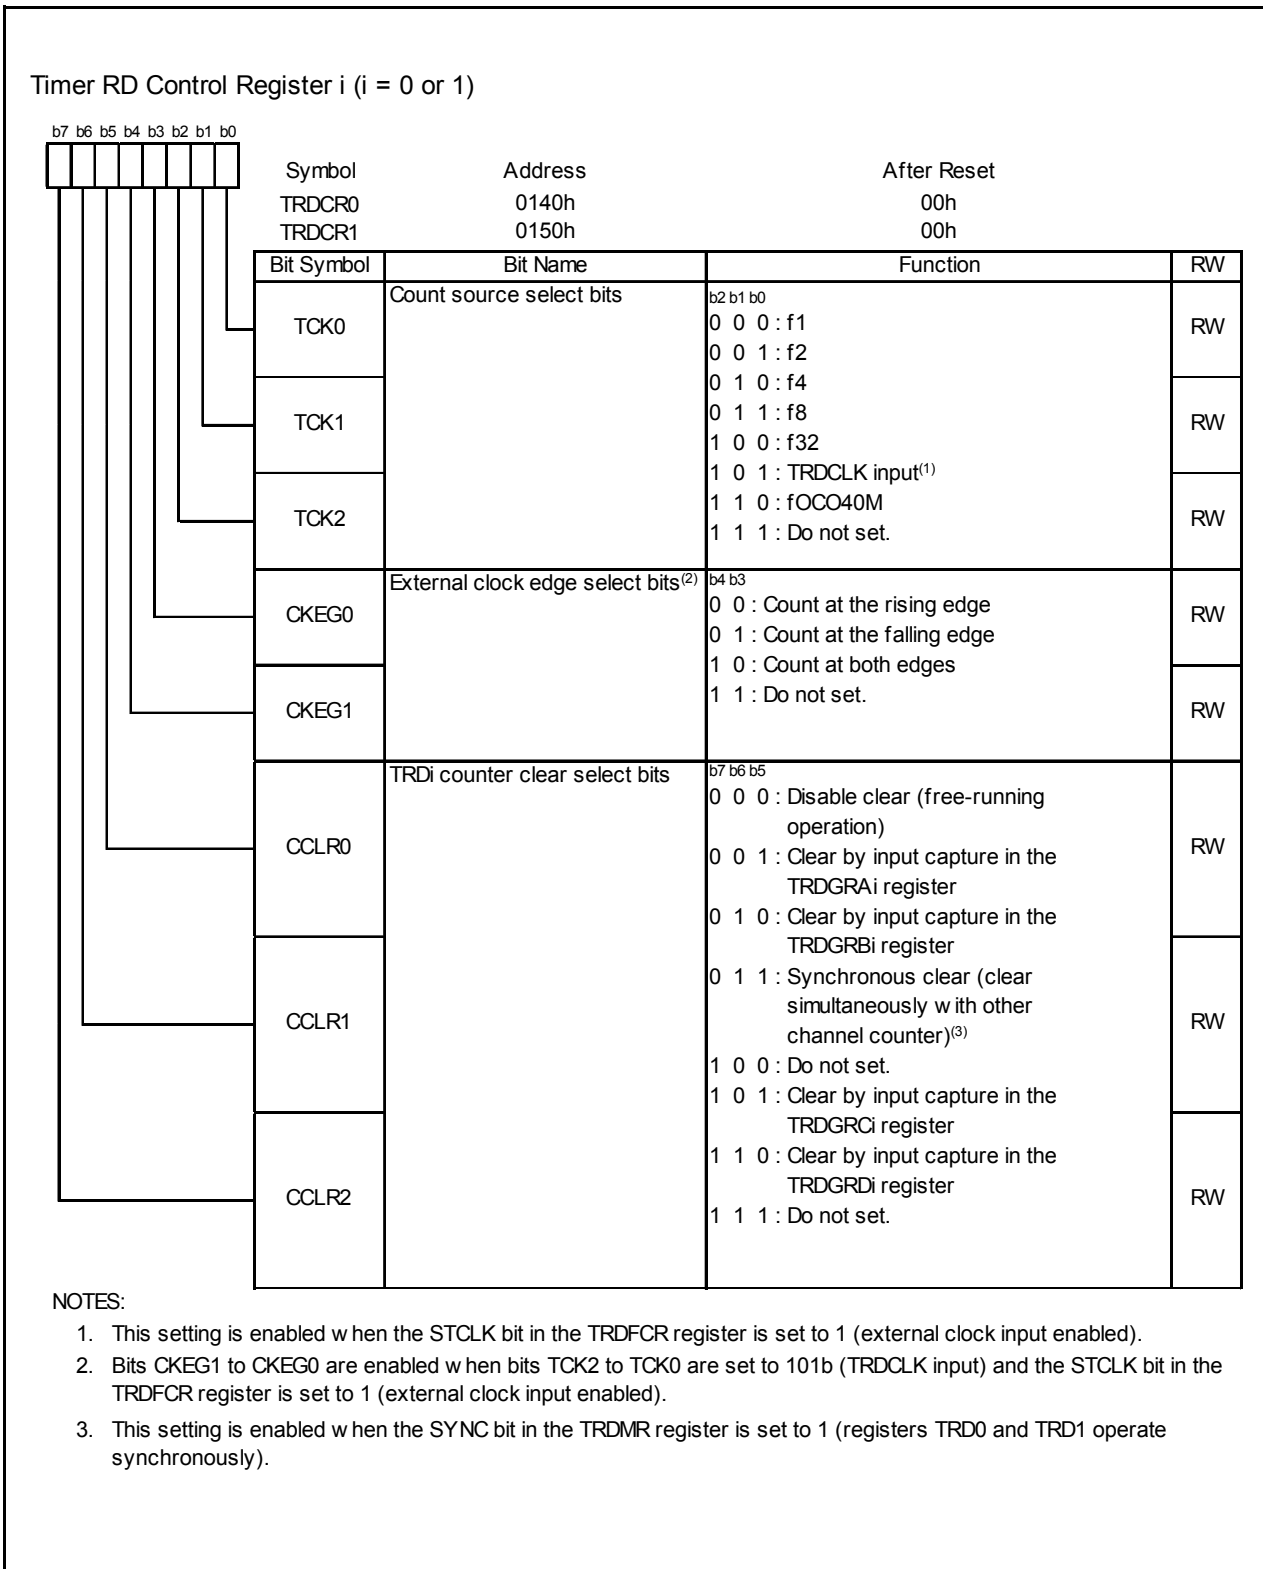 Timer RD Control Register i (i = 0 or 1)
b7 b6 b5 b4 b3 b2 b1 b0
Symbol Address After Reset
TRDCR0 0140h 00h
TRDCR1 0150h 00h
Bit Symbol Bit Name Function RW
TCK0 Count source select bits b2 b1 b0 RW
0 0 0 : f1
0 0 1 : f2
0 1 0 : f4
TCK1 0 1 1 : f8 RW
1 0 0 : f32
1 0 1 : TRDCLK input(1)
TCK2 1 1 0 : fOCO40M RW
1 1 1 : Do not set.
CKEG0 External clock edge select bits(2) b4 b3 RW
0 0 : Count at the rising edge
0 1 : Count at the falling edge
1 0 : Count at both edges
CKEG1 1 1 : Do not set. RW
TRDi counter clear select bits b7 b6 b5
0 0 0 : Disable clear (free-running
operation)
CCLR0 0 0 1 : Clear by input capture in the RW
TRDGRAi register
0 1 0 : Clear by input capture in the
TRDGRBi register
0 1 1 : Synchronous clear (clear
simultaneously with other
CCLR1 channel counter)(3) RW
1 0 0 : Do not set.
1 0 1 : Clear by input capture in the
TRDGRCi register
1 1 0 : Clear by input capture in the
CCLR2 TRDGRDi register RW
1 1 1 : Do not set.
NOTES:
1. This setting is enabled when the STCLK bit in the TRDFCR register is set to 1 (external clock input enabled).
2. Bits CKEG1 to CKEG0 are enabled when bits TCK2 to TCK0 are set to 101b (TRDCLK input) and the STCLK bit in the
TRDFCR register is set to 1 (external clock input enabled).
3. This setting is enabled when the SYNC bit in the TRDMR register is set to 1 (registers TRD0 and TRD1 operate
synchronously).